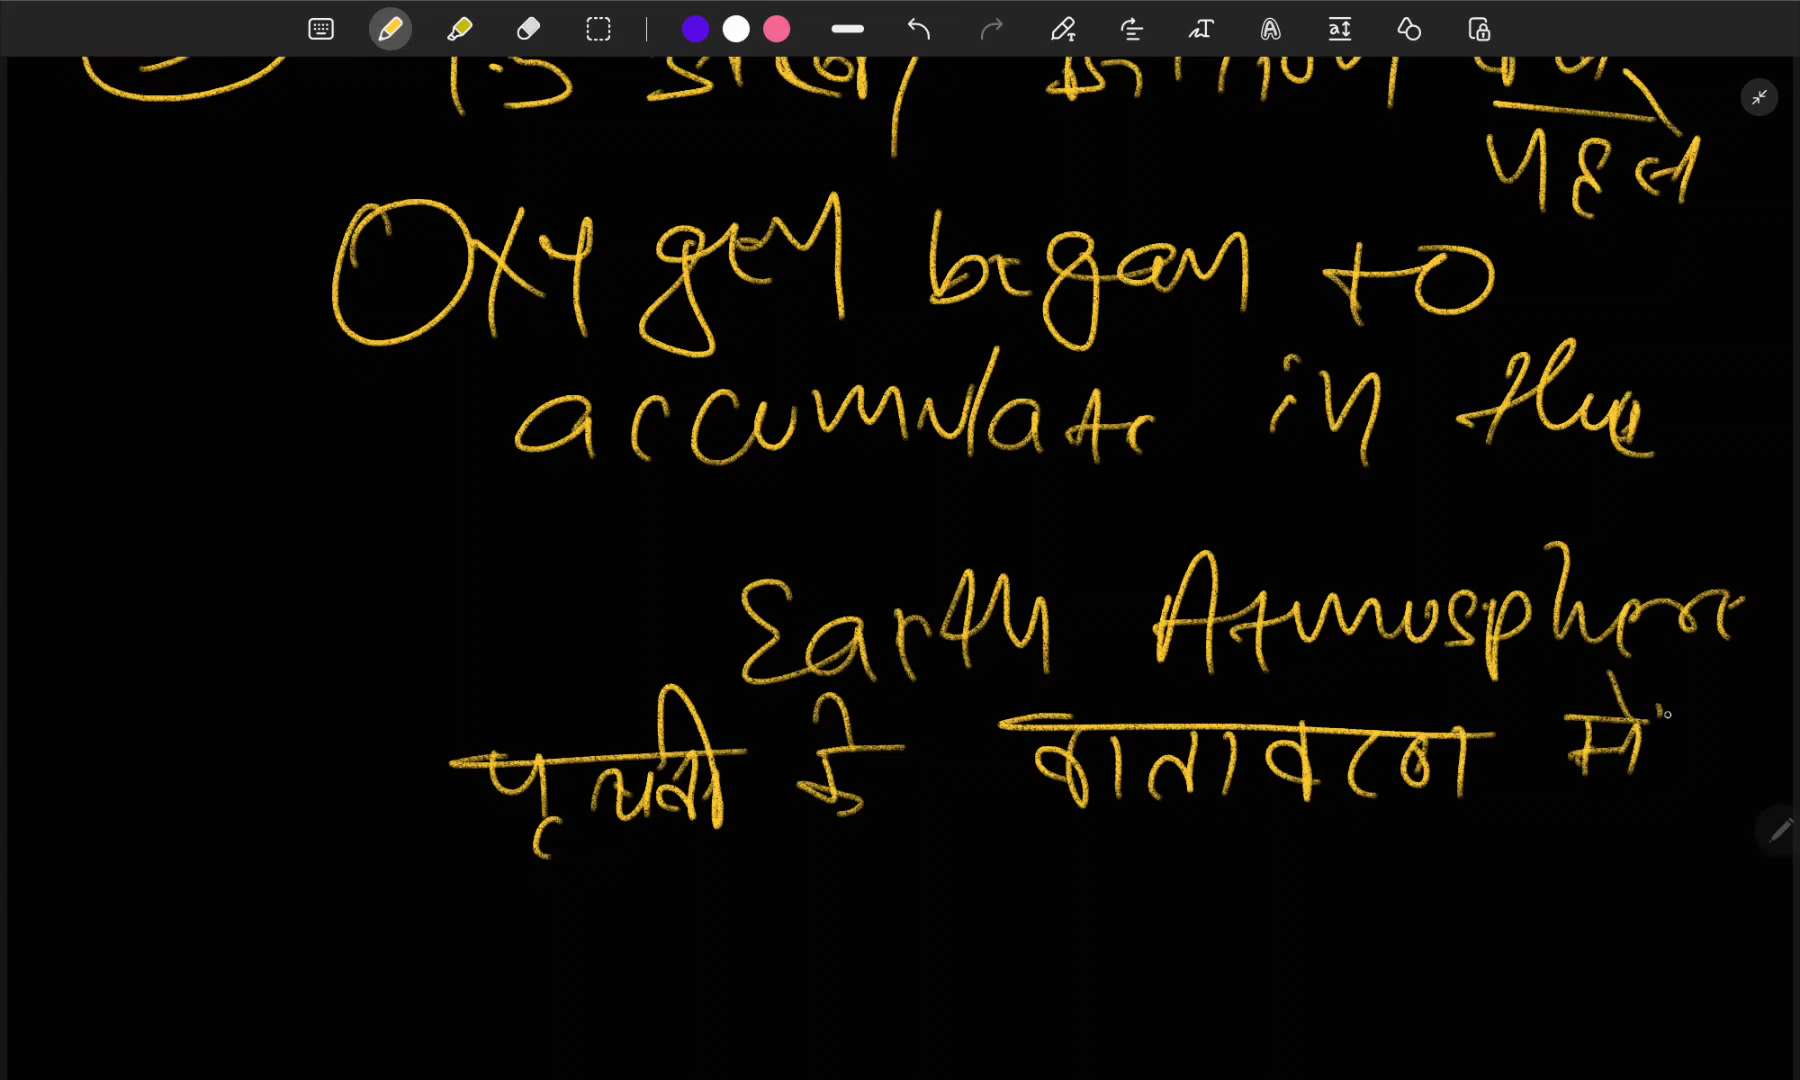 पहले
Oxygen began to
accumulate in the
Earth Atmosphere
पृथ्वी के वातावरण में